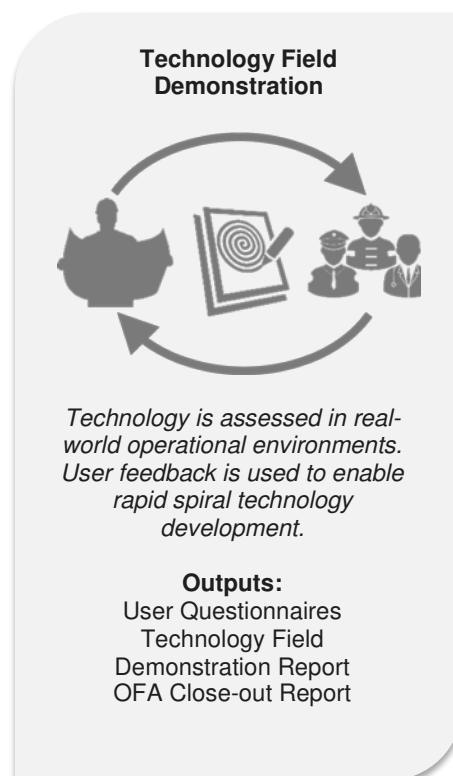 Technology Field
Demonstration
Technology is assessed in real-
world operational environments.
User feedback is used to enable
rapid spiral technology
development.
Outputs:
User Questionnaires
Technology Field
Demonstration Report
OFA Close-out Report